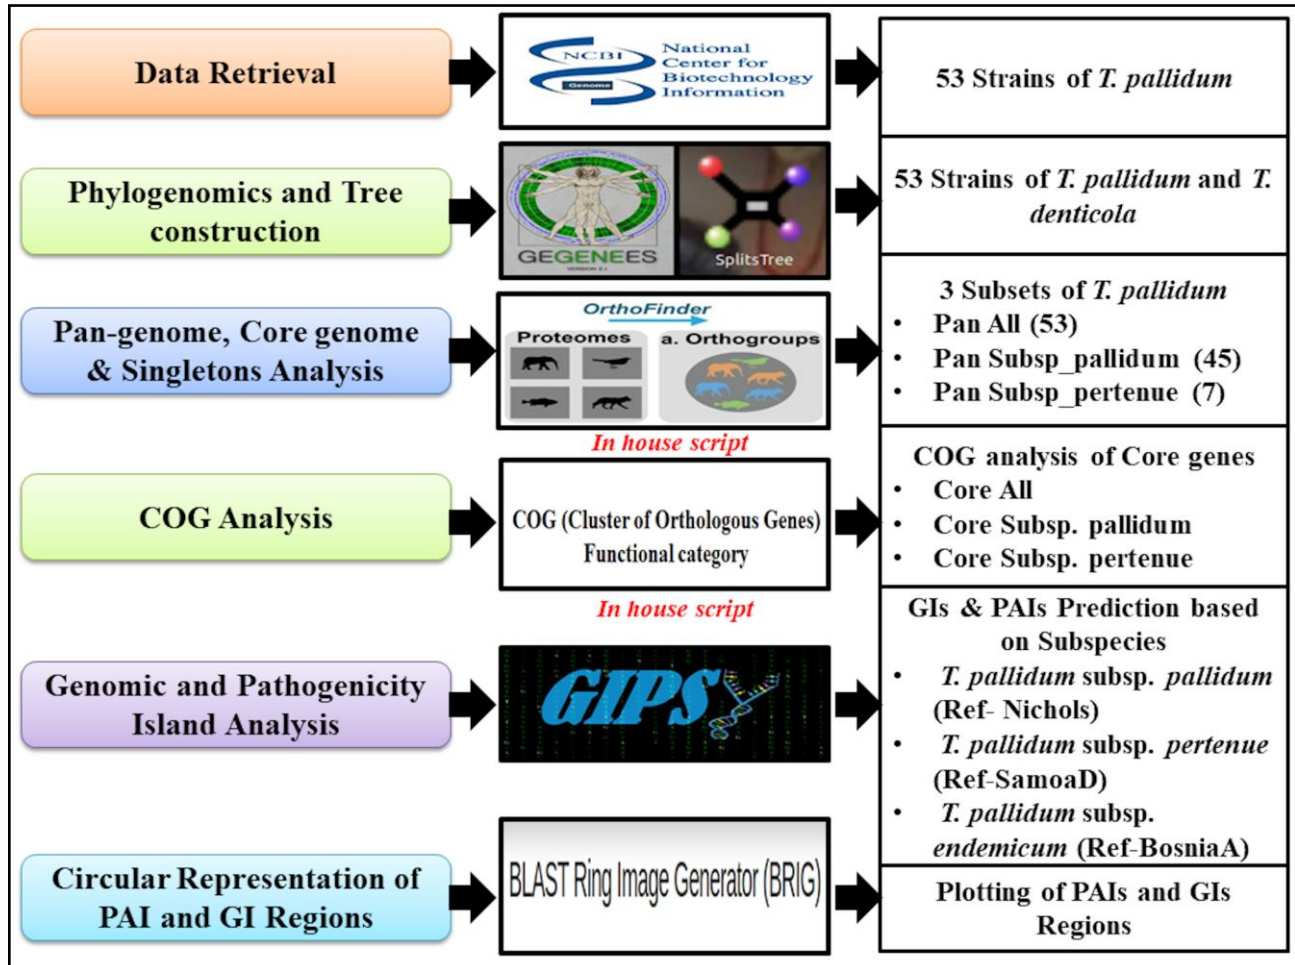 Data Retrieval
NCBI
Genome
National
Center for
Biotechnology
Information
53 Strains of T. pallidum
Phylogenomics and Tree
construction
GEGENEES
SplitsTree
53 Strains of T. pallidum and T.
denticola
Pan-genome, Core genome
& Singletons Analysis
OrthoFinder
Proteomes
a. Orthogroups
In house script
3 Subsets of T. pallidum
• Pan All (53)
• Pan Subsp_pallidum (45)
• Pan Subsp_pertenue (7)
COG Analysis
COG (Cluster of Orthologous Genes)
Functional category
In house script
COG analysis of Core genes
• Core All
• Core Subsp. pallidum
• Core Subsp. pertenue
Genomic and Pathogenicity
Island Analysis
GIPSy
GIs & PAIs Prediction based
on Subspecies
• T. pallidum subsp. pallidum
(Ref- Nichols)
• T. pallidum subsp. pertenue
(Ref-SamoaD)
• T. pallidum subsp.
endemicum (Ref-BosniaA)
Circular Representation of
PAI and GI Regions
BLAST Ring Image Generator (BRIG)
Plotting of PAIs and GIs
Regions